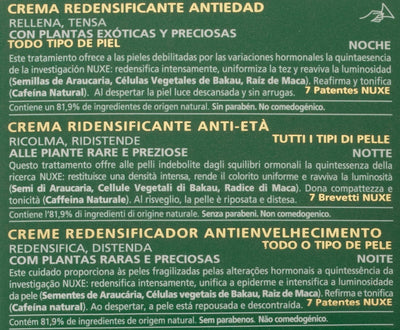 CREMA REDENSIFICANTE ANTIEDAD
RELLENA, TENSA
CON PLANTAS EXÓTICAS Y PRECIOSAS
TODO TIPO DE PIEL NOCHE
Este tratamiento ofrece a las pieles debilitadas por las variaciones hormonales la quintaesencia
de la investigación NUXE: redensifica intensamente, uniformiza la tez y reaviva la luminosidad
(Semillas de Araucaria, Células Vegetales de Bakau, Raíz de Maca). Reafirma y tonifica
(Cafeína Natural). Al despertar la piel luce descansada y sin arrugas. 7 Patentes NUXE
Contiene un 81,9% de ingredientes de origen natural. Sin parabén. No comedogénico.
CREMA RIDENSIFICANTE ANTI-ETÀ
RICOLMA, RIDISTENDE TUTTI I TIPI DI PELLE
ALLE PIANTE RARE E PREZIOSE NOTTE
Questo trattamento offre alle pelli indebolite dagli squilibri ormonali la quintessenza della
ricerca NUXE: restituisce una densità intensa, rende il colorito uniforme e ravviva la luminosità
(Semi di Araucaria, Cellule Vegetali di Bakau, Radice di Maca). Dona compattezza e
tonicità (Caffeina Naturale). Al risveglio, la pelle è riposata e distesa. 7 Brevetti NUXE
Contiene l'81,9% di ingredienti di origine naturale. Senza parabeni. Non comedogenico.
CREME REDENSIFICADOR ANTIENVELHECIMENTO
REDENSIFICA, DISTENDA TODO O TIPO DE PELE
COM PLANTAS RARAS E PRECIOSAS NOITE
Este cuidado proporciona às peles fragilizadas pelas alterações hormonais a quintessência da
investigação NUXE: redensifica intensamente, unifica a epiderme e intensifica a luminosidade
da pele (Sementes de Araucária, Células vegetais de Bakau, Raiz de Maca). Refirma e tonifica
(Cafeína Natural). Ao despertar, a pele está repousada e descontraída. 7 Patentes NUXE
Contém 81,9% de ingredientes de origem natural. Sem parabenos. Não comedogénico.